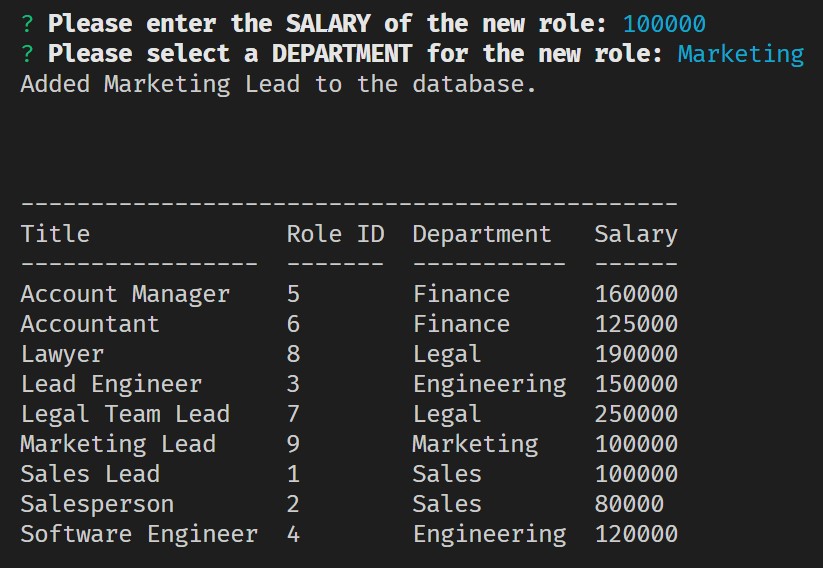 ? Please enter the SALARY of the new role: 100000
? Please select a DEPARTMENT for the new role: Marketing
Added Marketing Lead to the database.
-----------------------------------------------
Title              Role ID  Department   Salary
-----------------  -------  -----------  ------
Account Manager    5        Finance      160000
Accountant         6        Finance      125000
Lawyer             8        Legal        190000
Lead Engineer      3        Engineering  150000
Legal Team Lead    7        Legal        250000
Marketing Lead     9        Marketing    100000
Sales Lead         1        Sales        100000
Salesperson        2        Sales        80000
Software Engineer  4        Engineering  120000